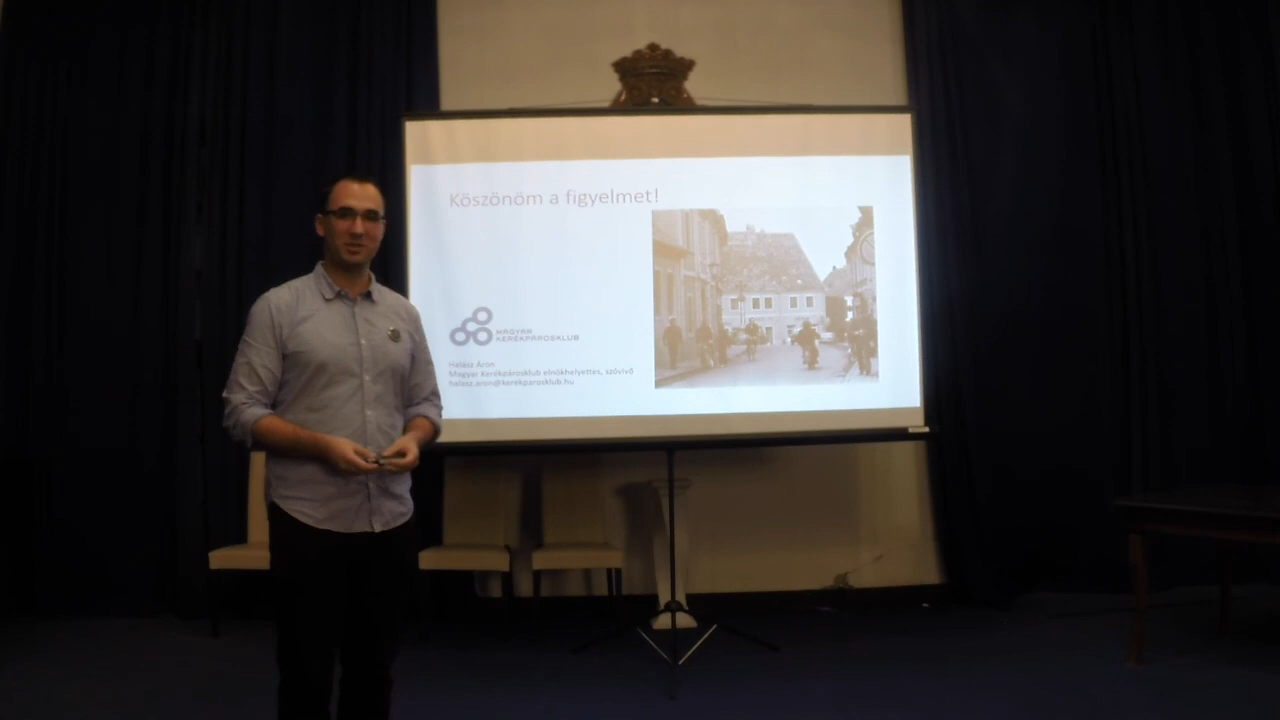 Köszönöm a figyelmet!
MAGYAR
KERÉKPÁROSKLUB
Halász Áron
Magyar Kerékpárosklub elnökhelyettes, szóvivő
halasz.aron@kerekparosklub.hu